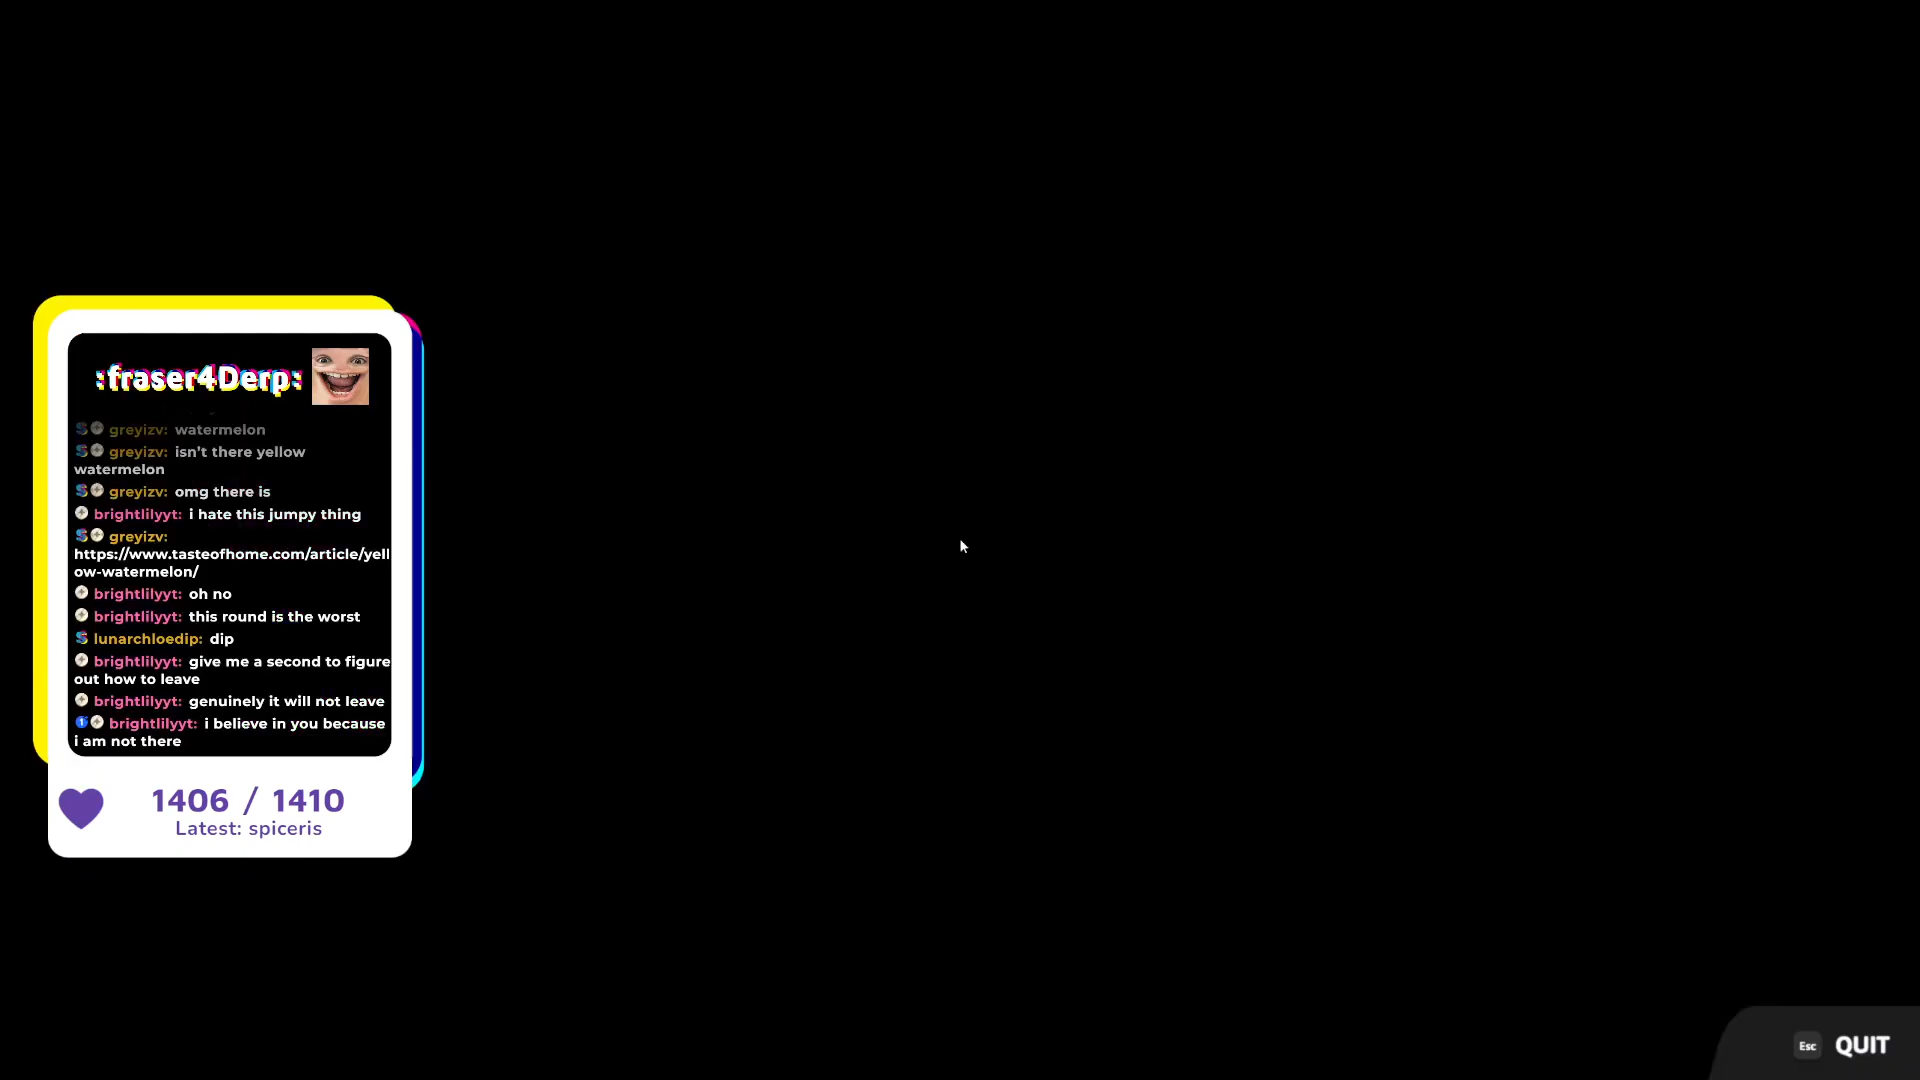 :fraser4Derp:
greyizv: watermelon
greyizv: isn't there yellow
watermelon
greyizv: omg there is
brightlilyyt: i hate this jumpy thing
greyizv:
https://www.tasteofhome.com/article/yell
ow-watermelon/
brightlilyyt: oh no
brightlilyyt: this round is the worst
lunarchloedip: dip
brightlilyyt: give me a second to figure
out how to leave
brightlilyyt: genuinely it will not leave
brightlilyyt: i believe in you because
i am not there
1406 / 1410
Latest: spiceris
Esc QUIT